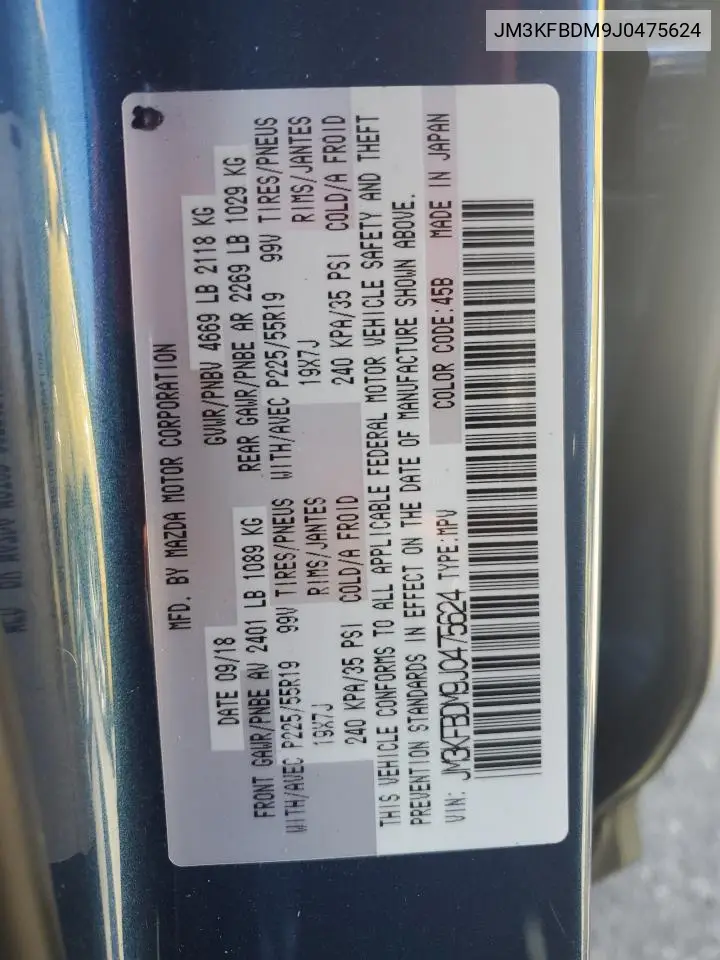 JM3KFBDM9J0475624
MFD. BY MAZDA MOTOR CORPORATION
DATE 09/18 GVWR/PNBV 4669 LB 2118 KG
FRONT GAWR/PNBE AV 2401 LB 1089 KG REAR GAWR/PNBE AR 2269 LB 1029 KG
WITH/AVEC P225/55R19 99V TIRES/PNEUS WITH/AVEC P225/55R19 99V TIRES/PNEUS
19X7J RIMS/JANTES 19X7J RIMS/JANTES
240 KPA/35 PSI COLD/A FROID 240 KPA/35 PSI COLD/A FROID
THIS VEHICLE CONFORMS TO ALL APPLICABLE FEDERAL MOTOR VEHICLE SAFETY AND THEFT
PREVENTION STANDARDS IN EFFECT ON THE DATE OF MANUFACTURE SHOWN ABOVE.
VIN: JM3KFBDM9J0475624 TYPE:MPV COLOR CODE:45B MADE IN JAPAN